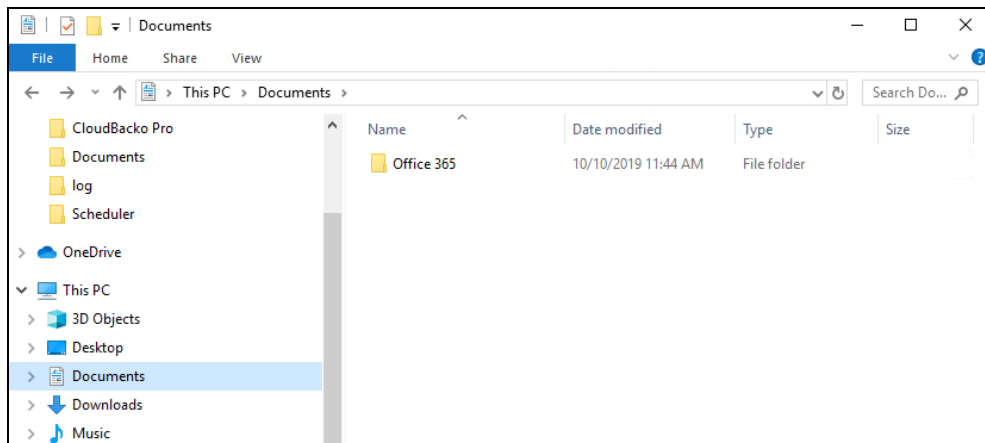 Documents
File Home Share View
This PC Documents
Search Do...
CloudBacko Pro
Documents
log
Scheduler
OneDrive
This PC
3D Objects
Desktop
Documents
Downloads
Music
Name Date modified Type Size
Office 365 10/10/2019 11:44 AM File folder